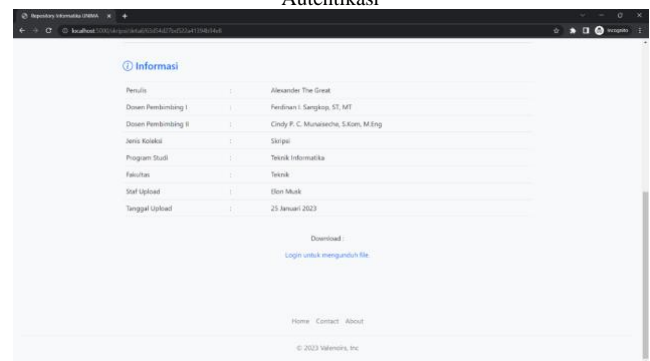 Autentikasi
Repository Informatika UNIMA
Incognito
Informasi
Penulis : Alexander The Great
Dosen Pembimbing I : Ferdinan I. Sangkop, ST, MT
Dosen Pembimbing II : Cindy P. C. Munaiseche, S.Kom, M.Eng
Jenis Koleksi : Skripsi
Program Studi : Teknik Informatika
Fakultas : Teknik
Staf Upload : Elon Musk
Tanggal Upload : 25 Januari 2023
Download :
Login untuk mengunduh file.
Home Contact About
© 2023 Valenoirs, Inc